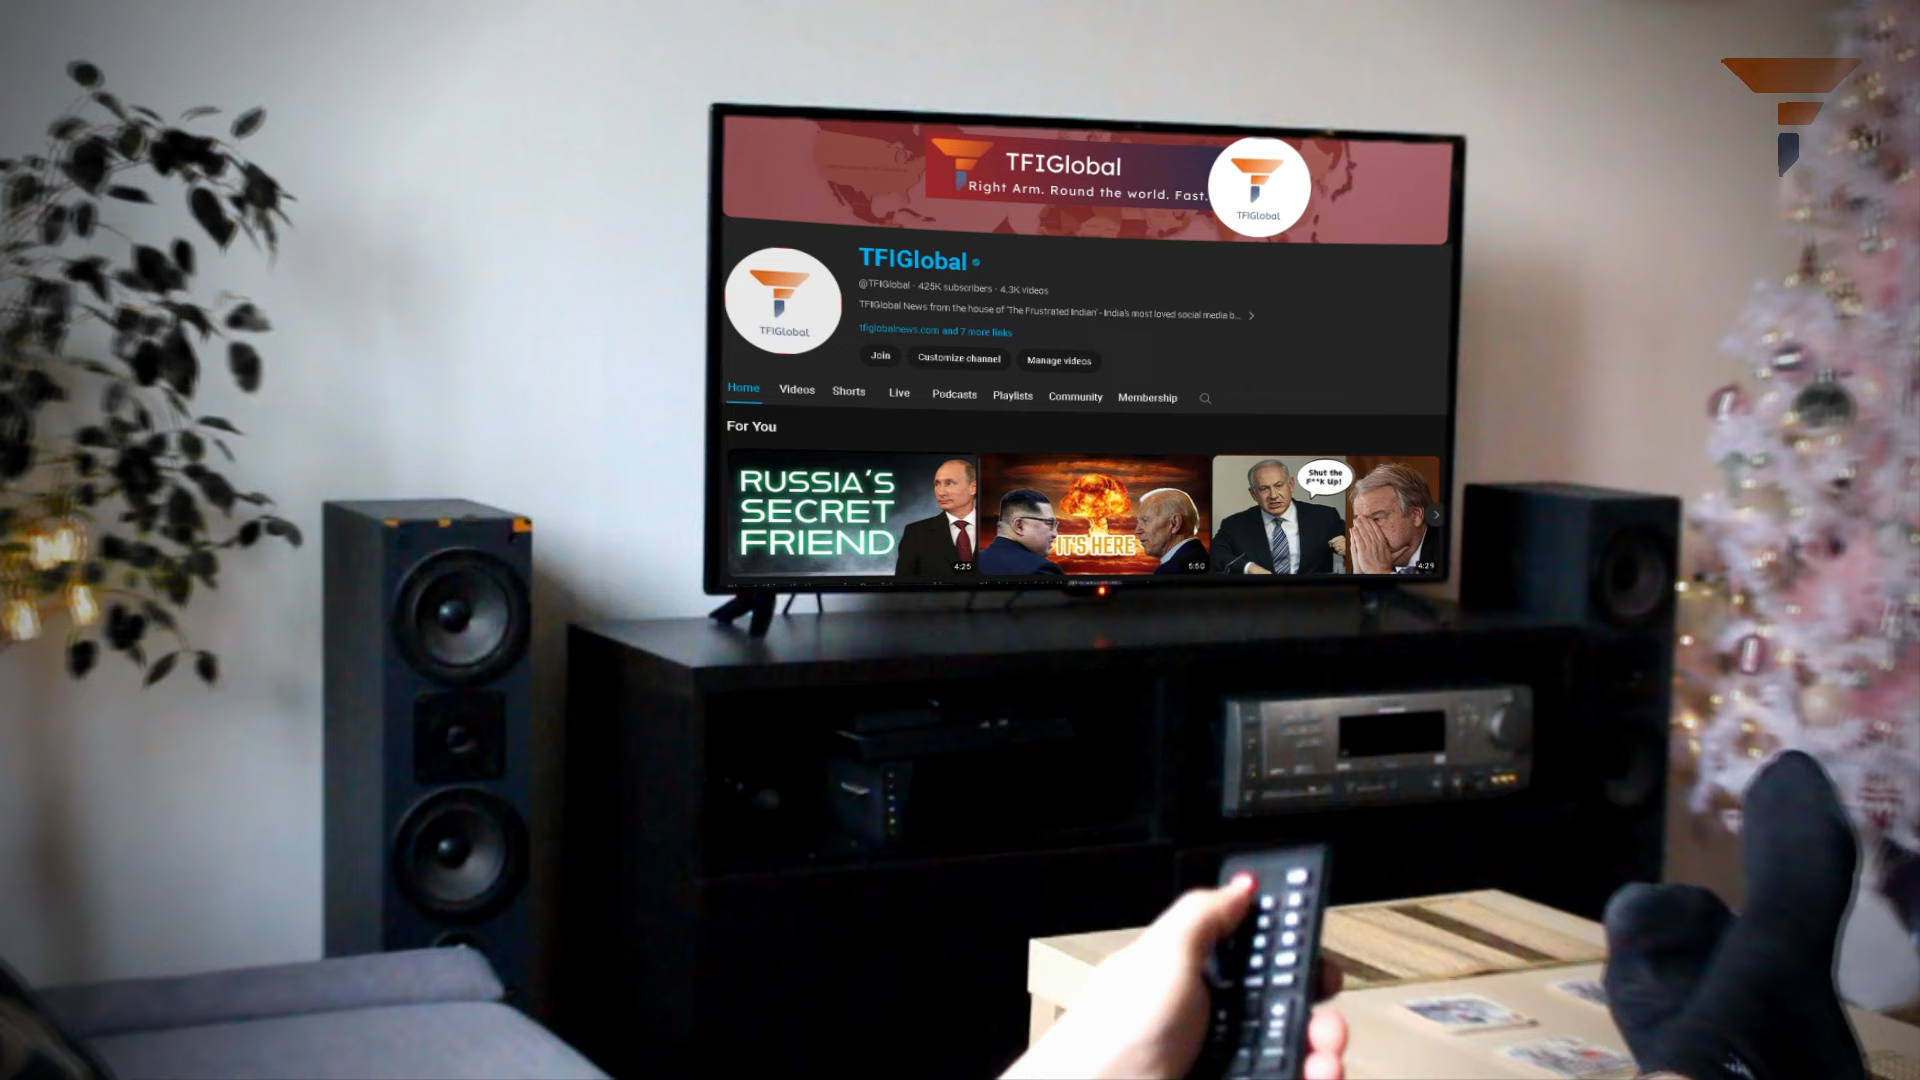 TFIGlobal
Right Arm. Round the world. Fast.
TFIGlobal
TFIGlobal
TFIGlobal
@TFIGlobal · 425K subscribers · 4.3K videos
TFIGlobal News from the house of 'The Frustrated Indian' - India's most loved social media b...
tfiglobalnews.com and 7 more links
Join Customize channel Manage videos
Home Videos Shorts Live Podcasts Playlists Community Membership
For You
RUSSIA'S
SECRET
FRIEND
4:25
IT'S HERE
5:50
Shut the
F**k Up!
4:29